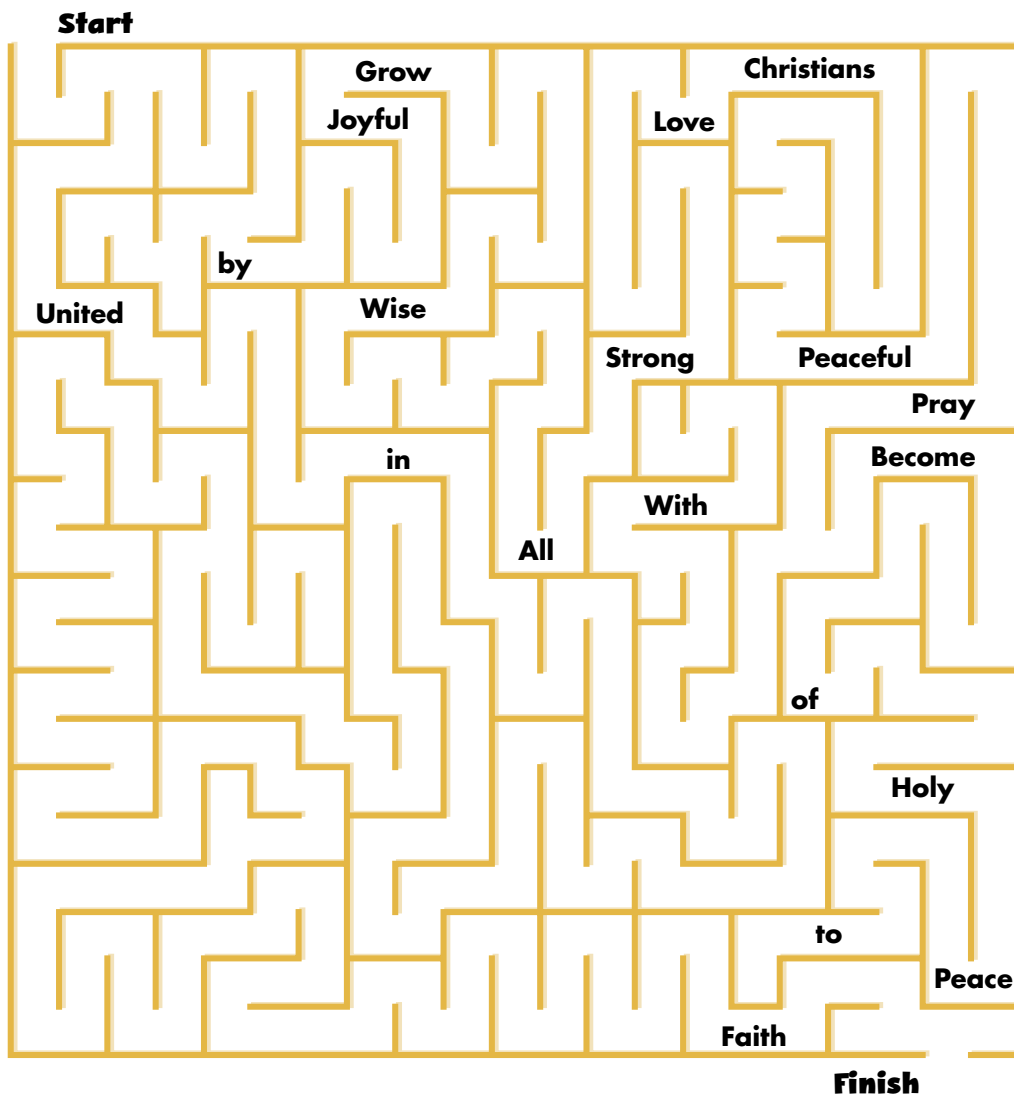 Start
Grow
Christians
Joyful
Love
by
United
Wise
Strong
Peaceful
Pray
in
Become
With
All
of
Holy
to
Peace
Faith
Finish